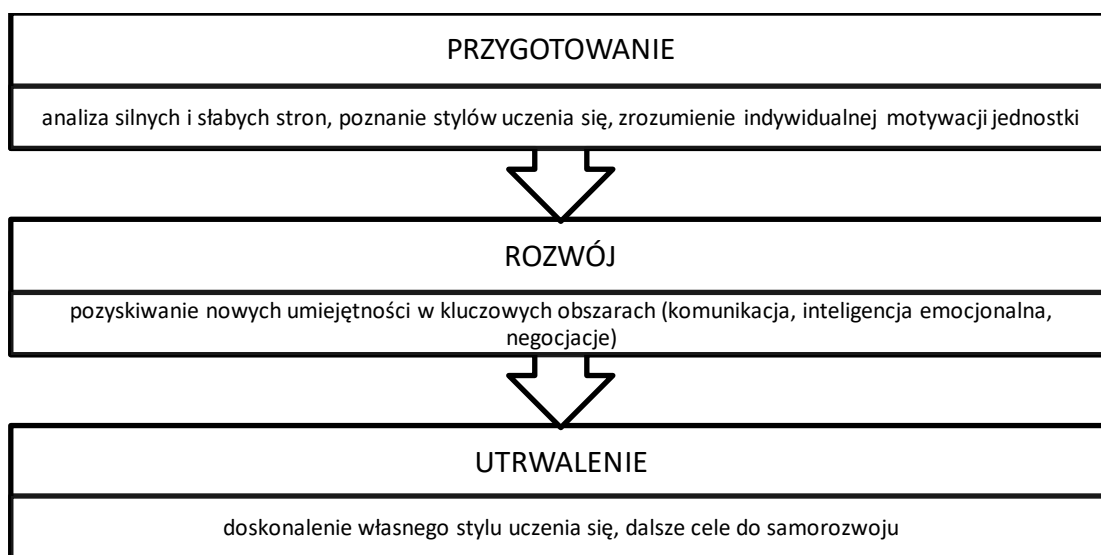 PRZYGOTOWANIE
analiza silnych i słabych stron, poznanie stylów uczenia się, zrozumienie indywidualnej motywacji jednostki
ROZWÓJ
pozyskiwanie nowych umiejętności w kluczowych obszarach (komunikacja, inteligencja emocjonalna,
negocjacje)
UTRWALENIE
doskonalenie własnego stylu uczenia się, dalsze cele do samorozwoju